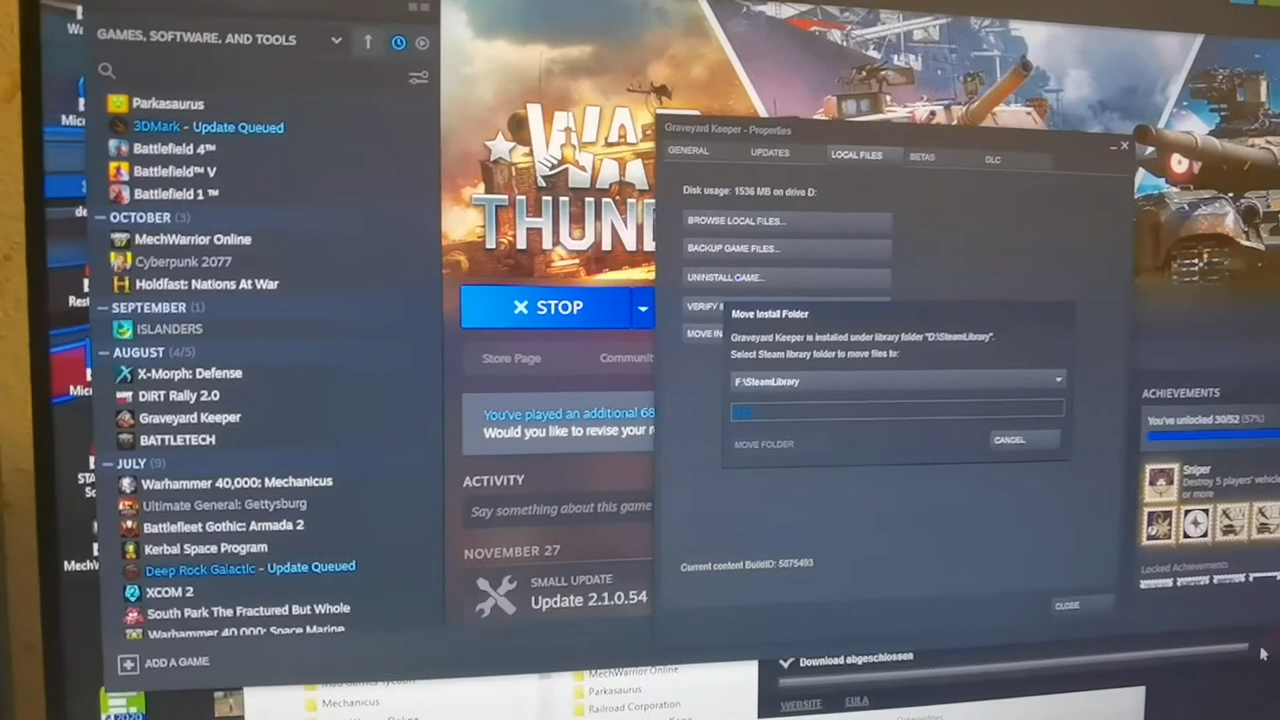 GAMES, SOFTWARE, AND TOOLS
Parkasaurus
3DMark - Update Queued
Battlefield 4™
Battlefield™ V
Battlefield 1 ™
OCTOBER (3)
MechWarrior Online
Cyberpunk 2077
Holdfast: Nations At War
SEPTEMBER (1)
ISLANDERS
AUGUST (4/5)
X-Morph: Defense
DiRT Rally 2.0
Graveyard Keeper
BATTLETECH
JULY (9)
Warhammer 40,000: Mechanicus
Ultimate General: Gettysburg
Battlefleet Gothic: Armada 2
Kerbal Space Program
Deep Rock Galactic - Update Queued
XCOM 2
South Park The Fractured But Whole
Warhammer 40,000: Space Marine
ADD A GAME
WA
THUN
STOP
Store Page
Communit
You've played an additional 68
Would you like to revise your r
ACTIVITY
Say something about this game
NOVEMBER 27
SMALL UPDATE
Update 2.1.0.54
Graveyard Keeper - Properties
GENERAL
UPDATES
LOCAL FILES
BETAS
DLC
Disk usage: 1536 MB on drive D:
BROWSE LOCAL FILES...
BACKUP GAME FILES...
UNINSTALL GAME...
VERIFY
MOVE IN
Move Install Folder
Graveyard Keeper is installed under library folder "D:\SteamLibrary".
Select Steam library folder to move files to:
F:\SteamLibrary
MOVE FOLDER
CANCEL
Current content BuildID: 5875493
CLOSE
ACHIEVEMENTS
You've unlocked 30/52 (57%)
Sniper
Destroy 5 players' vehicle
or more
Locked Achievements
Download abgeschlossen
WEBSITE
EULA
Mechanicus
MechWarrior Online
Parkasaurus
Railroad Corporation